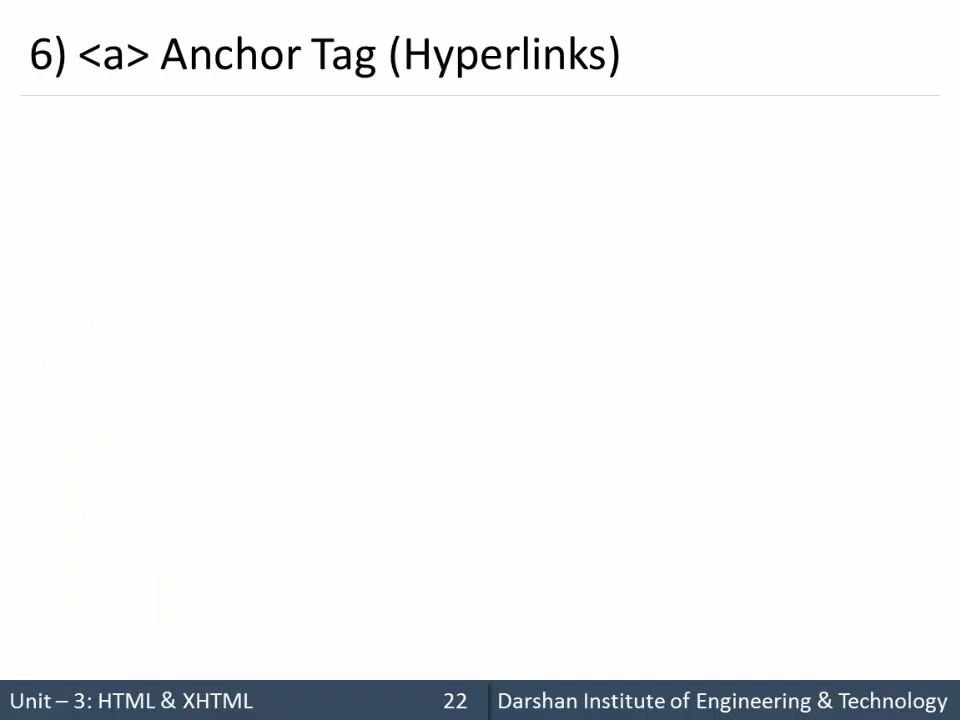 6) <a> Anchor Tag (Hyperlinks)
Unit – 3: HTML & XHTML 22 Darshan Institute of Engineering & Technology